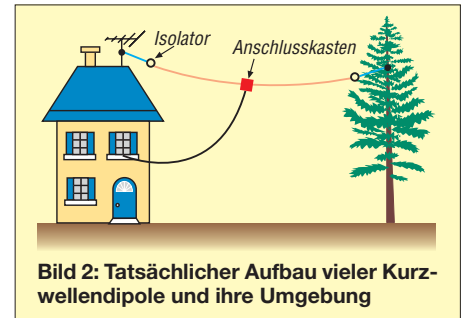 Isolator
Anschlusskasten
Bild 2: Tatsächlicher Aufbau vieler Kurz-
wellendipole und ihre Umgebung